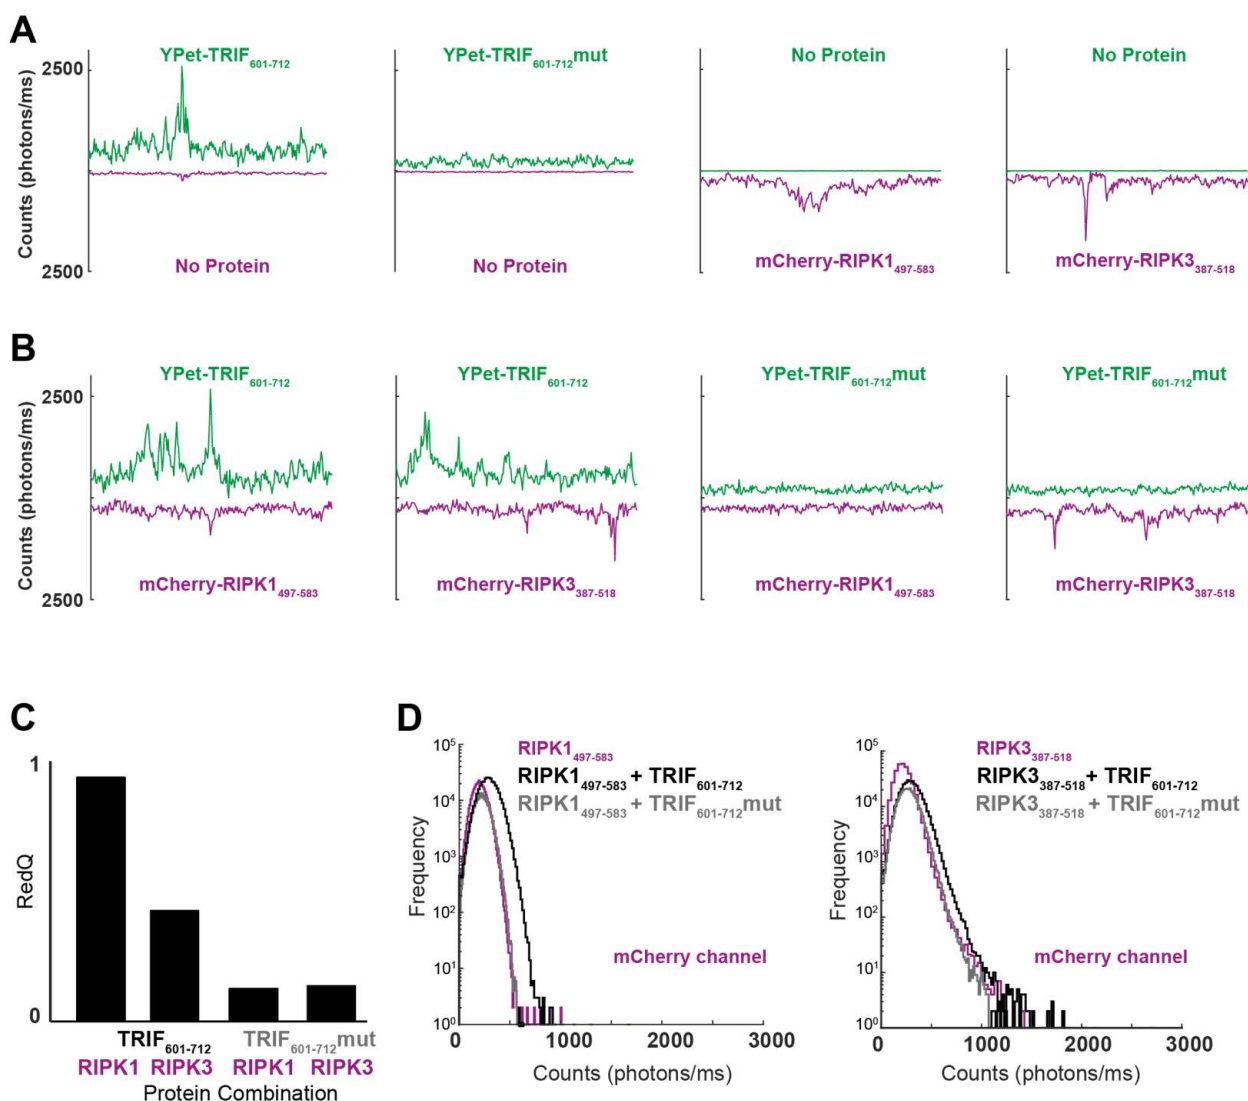 A
YPet-TRIF601-712
YPet-TRIF601-712mut
No Protein
No Protein
2500
Counts (photons/ms)
2500
No Protein
No Protein
mCherry-RIPK1497-583
mCherry-RIPK3387-518
B
YPet-TRIF601-712
YPet-TRIF601-712
YPet-TRIF601-712mut
YPet-TRIF601-712mut
2500
Counts (photons/ms)
2500
mCherry-RIPK1497-583
mCherry-RIPK3387-518
mCherry-RIPK1497-583
mCherry-RIPK3387-518
C
1
RedQ
0
TRIF601-712
TRIF601-712mut
RIPK1 RIPK3 RIPK1 RIPK3
Protein Combination
D
RIPK1497-583
RIPK1497-583 + TRIF601-712
RIPK1497-583 + TRIF601-712mut
10^5
10^4
10^3
10^2
10^1
10^0
Frequency
mCherry channel
0 1000 2000 3000
Counts (photons/ms)
RIPK3387-518
RIPK3387-518 + TRIF601-712
RIPK3387-518 + TRIF601-712mut
10^5
10^4
10^3
10^2
10^1
10^0
Frequency
mCherry channel
0 1000 2000 3000
Counts (photons/ms)